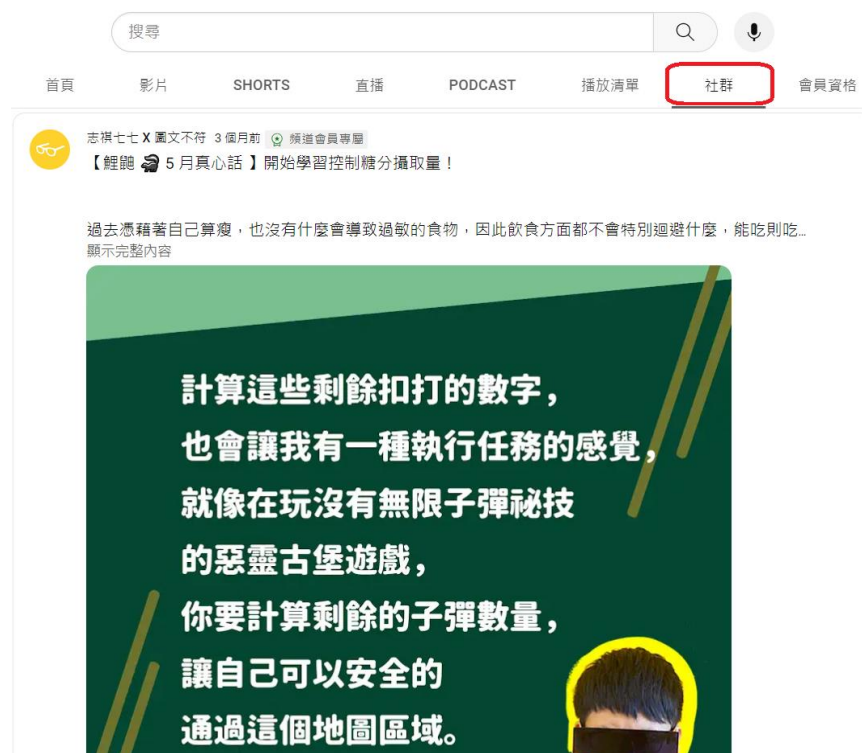 搜尋
首頁 影片 SHORTS 直播 PODCAST 播放清單 社群 會員資格
志祺七七 X 圖文不符 3 個月前 頻道會員專屬
【鯉鼬 🦡 5 月真心話 】開始學習控制糖分攝取量！
過去憑藉著自己算瘦，也沒有什麼會導致過敏的食物，因此飲食方面都不會特別迴避什麼，能吃則吃...
顯示完整內容
計算這些剩餘扣打的數字，
也會讓我有一種執行任務的感覺，
就像在玩沒有無限子彈祕技
的惡靈古堡遊戲，
你要計算剩餘的子彈數量，
讓自己可以安全的
通過這個地圖區域。